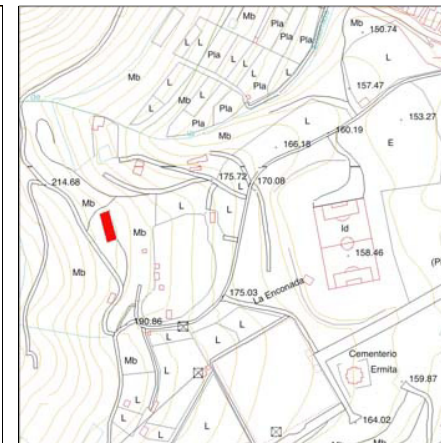 Mb
Pla
Mb
150.74
Pla
L
L
Pla
L
L
Mb
L
Pla
157.47
L
Mb
L
Pla
153.27
Pla
L
Mb
166.18
160.19
E
214.68
175.72
L
170.08
Mb
L
L
Mb
Id
Mb
158.46
La Enconada
175.03
190.86
L
L
L
Cementerio
Mb
L
L
Ermita
L
L
159.87
L
164.02
Mb
Mb